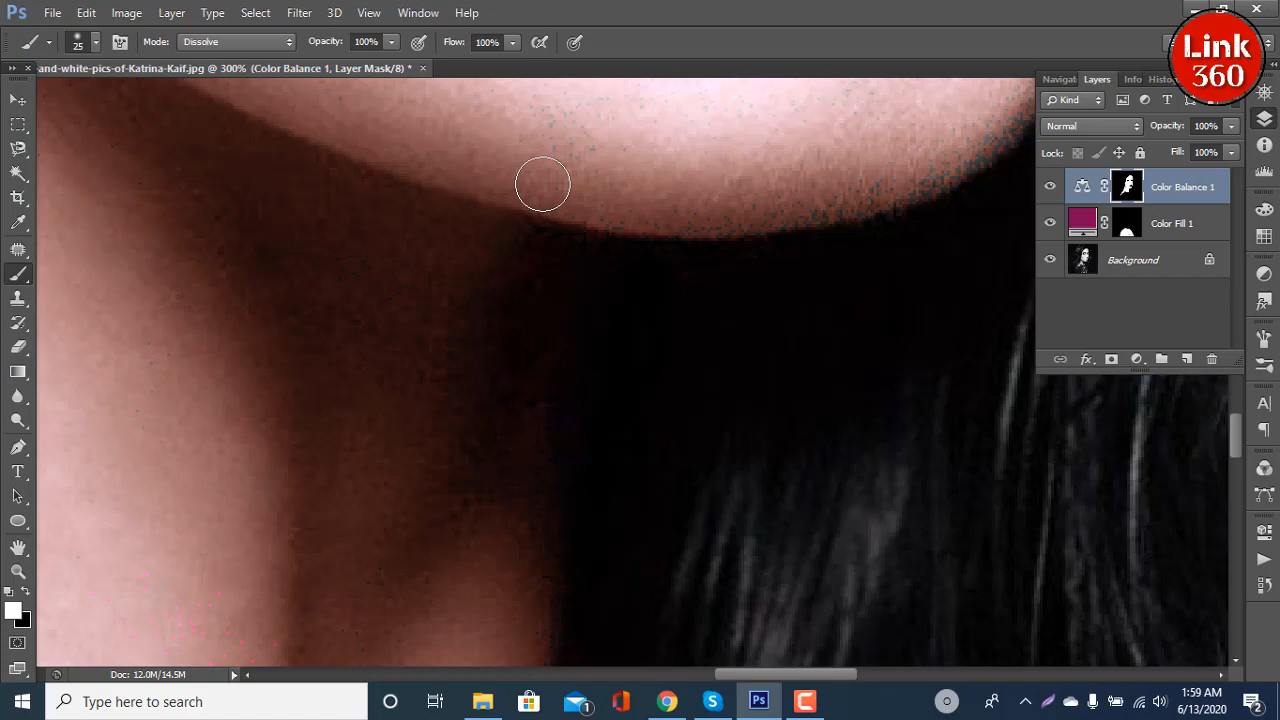 Ps File Edit Image Layer Type Select Filter 3D View Window Help
Link 360
25 Mode: Dissolve Opacity: 100% Flow: 100%
-and-white-pics-of-Katrina-Kaif.jpg @ 300% (Color Balance 1, Layer Mask/8) *
Navigat Layers Info Histo
Kind
Normal Opacity: 100%
Lock: Fill: 100%
Color Balance 1
Color Fill 1
Background
Doc: 12.0M/14.5M
Type here to search
1:59 AM
6/13/2020
1
2